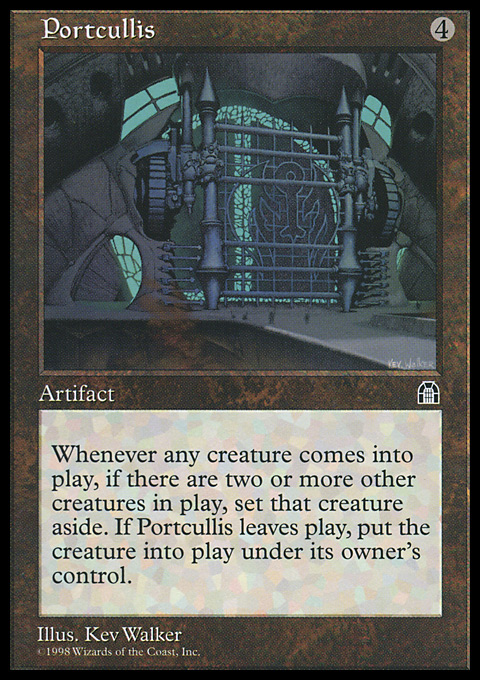 Portcullis
4
Kev Walker
Artifact
Whenever any creature comes into
play, if there are two or more other
creatures in play, set that creature
aside. If Portcullis leaves play, put the
creature into play under its owner's
control.
Illus. Kev Walker
©1998 Wizards of the Coast, Inc.